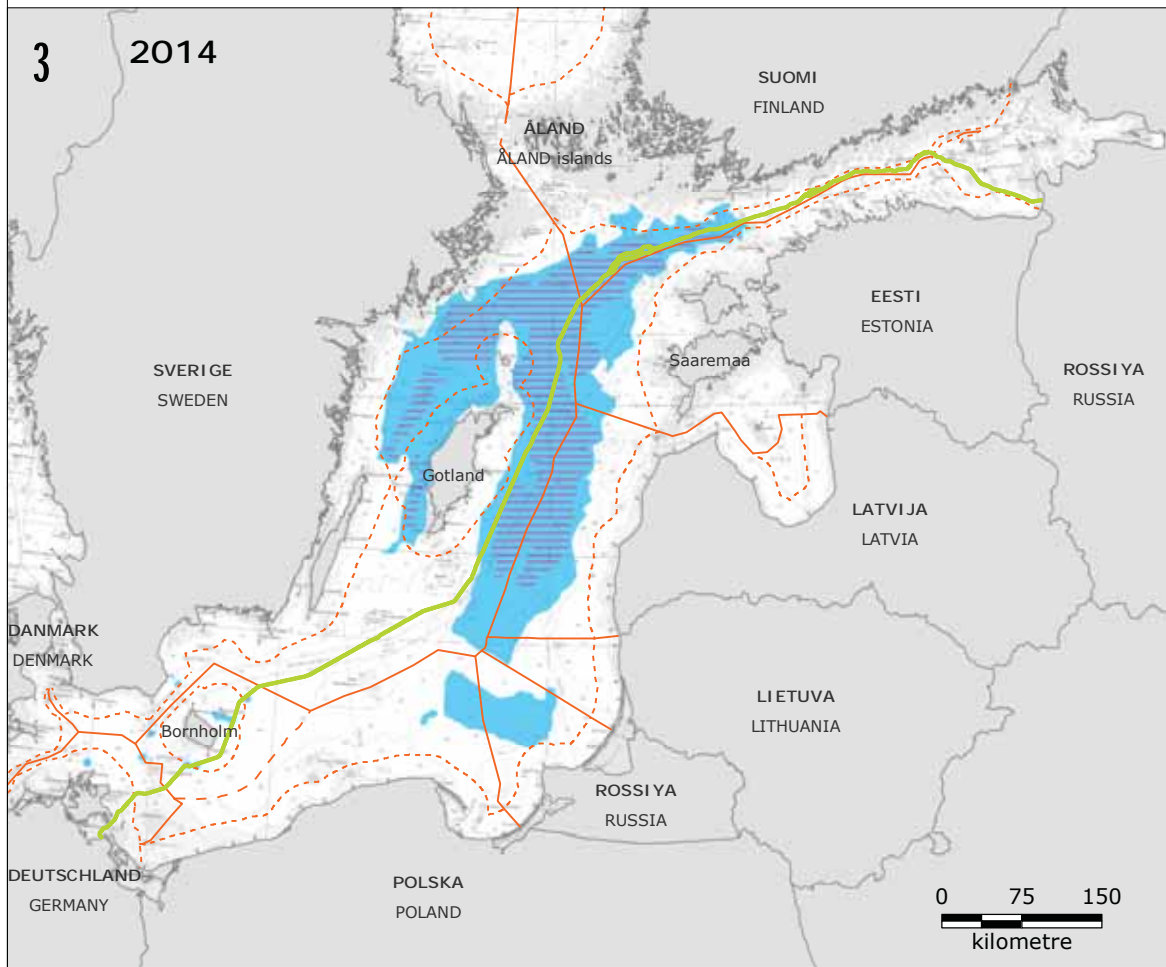 3
2014
SUOMI
FINLAND
ÅLAND
ÅLAND islands
EESTI
ESTONIA
Saaremaa
ROSSIYA
RUSSIA
SVERIGE
SWEDEN
Gotland
LATVIJA
LATVIA
DANMARK
DENMARK
LIETUVA
LITHUANIA
Bornholm
ROSSIYA
RUSSIA
DEUTSCHLAND
GERMANY
POLSKA
POLAND
0 75 150
kilometre